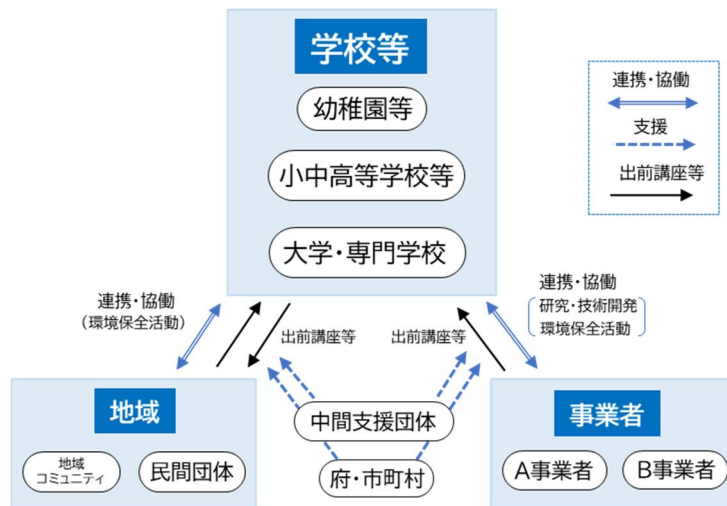 学校等
幼稚園等
小中高等学校等
大学・専門学校
連携・協働
支援
出前講座等
連携・協働
（環境保全活動）
出前講座等
出前講座等
連携・協働
研究・技術開発
環境保全活動
地域
地域
コミュニティ
民間団体
中間支援団体
府・市町村
事業者
A事業者
B事業者